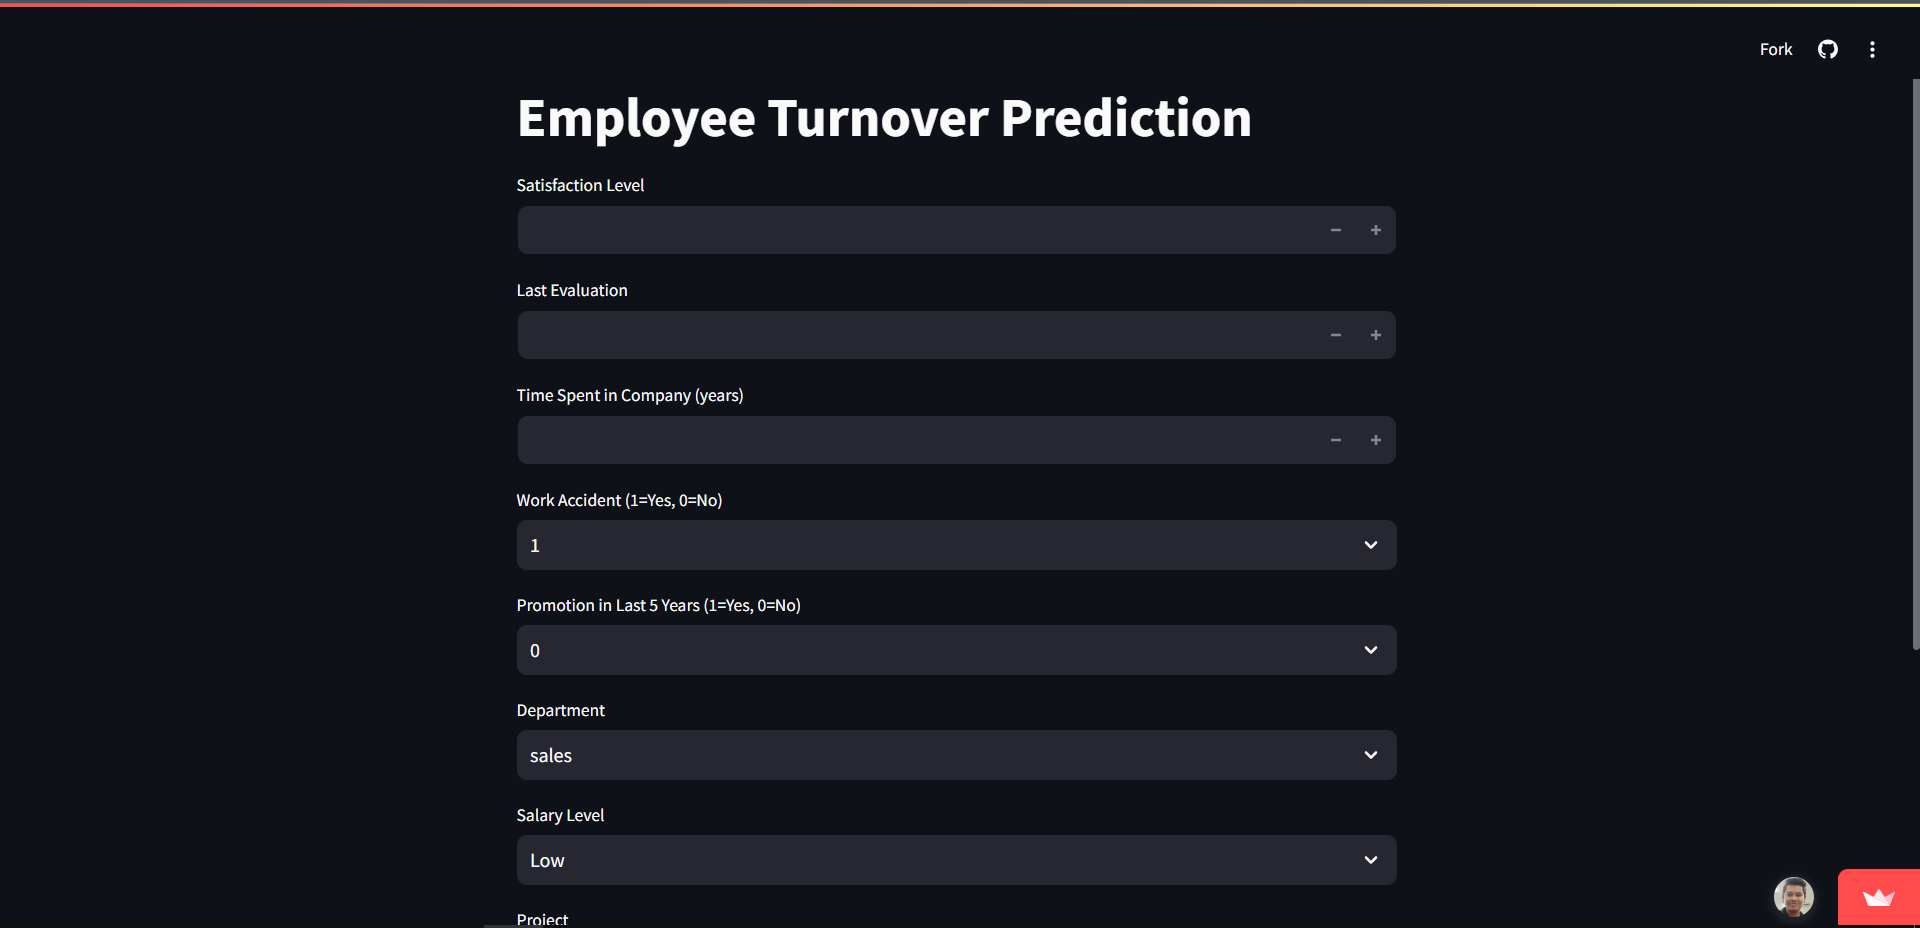 Fork
Employee Turnover Prediction
Satisfaction Level
Last Evaluation
Time Spent in Company (years)
Work Accident (1=Yes, 0=No)
1
Promotion in Last 5 Years (1=Yes, 0=No)
0
Department
sales
Salary Level
Low
Project